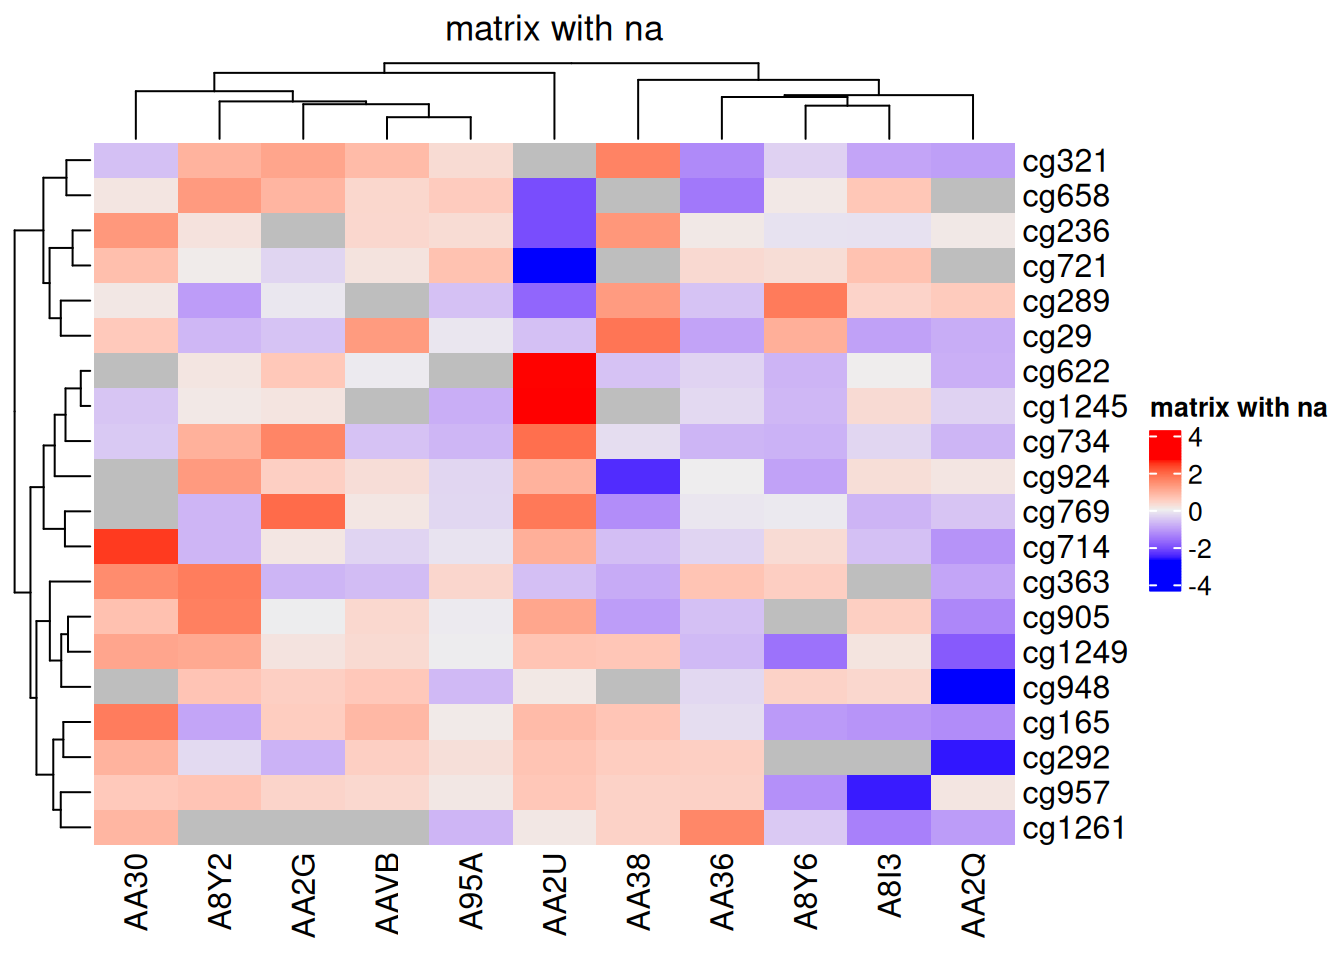 matrix with na
cg321
cg658
cg236
cg721
cg289
cg29
cg622
cg1245
cg734
cg924
cg769
cg714
cg363
cg905
cg1249
cg948
cg165
cg292
cg957
cg1261
AA30
A8Y2
AA2G
AAVB
A95A
AA2U
AA38
AA36
A8Y6
A8I3
AA2Q
matrix with na
4
2
0
-2
-4